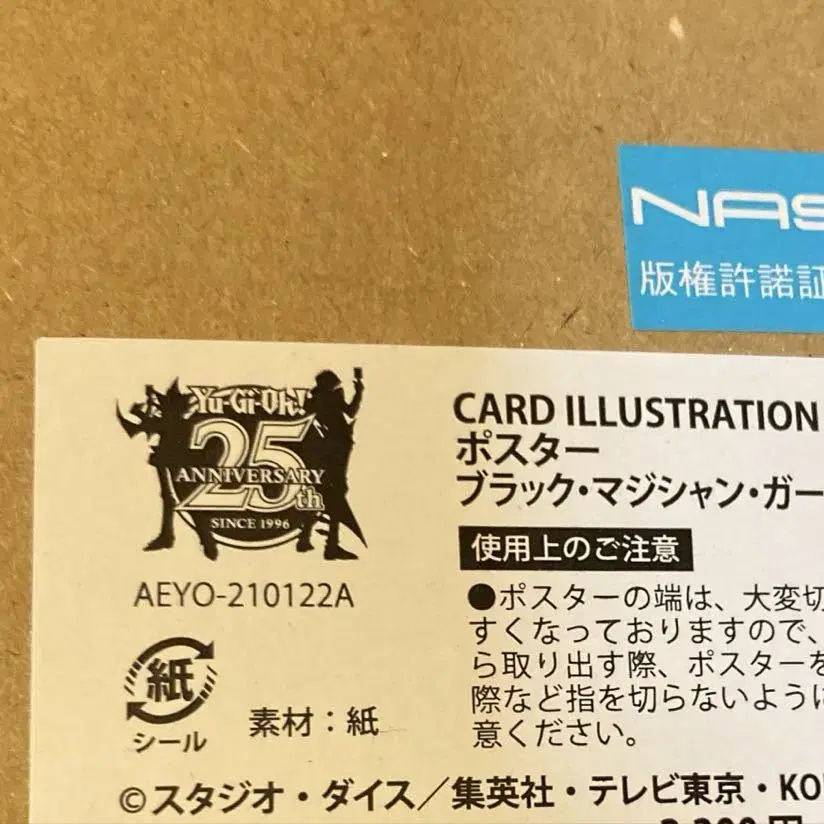 NAS
版権許諾証
Yu-Gi-Oh!
25th
ANNIVERSARY
SINCE 1996
AEYO-210122A
CARD ILLUSTRATION
ポスター
ブラック・マジシャン・ガー
使用上のご注意
●ポスターの端は、大変切
すくなっておりますので、
ら取り出す際、ポスターを
際など指を切らないように
意ください。
紙
シール
素材：紙
©スタジオ・ダイス／集英社・テレビ東京・KO